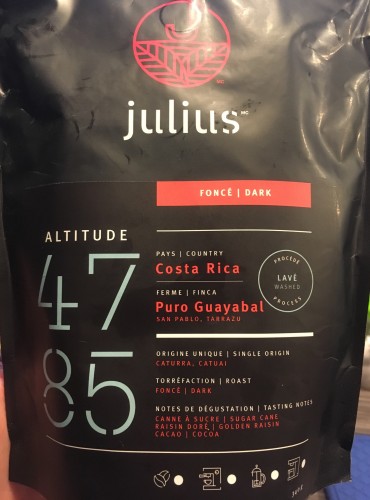 julius MC
FONCÉ | DARK
ALTITUDE
47
85
PAYS | COUNTRY
Costa Rica
FERME | FINCA
Puro Guayabal
SAN PABLO, TARRAZU
PROCÉDÉ
LAVÉ
WASHED
PROCESS
ORIGINE UNIQUE | SINGLE ORIGIN
CATURRA, CATUAI
TORRÉFACTION | ROAST
FONCÉ | DARK
NOTES DE DÉGUSTATION | TASTING NOTES
CANNE À SUCRE | SUGAR CANE
RAISIN DORÉ | GOLDEN RAISIN
CACAO | COCOA